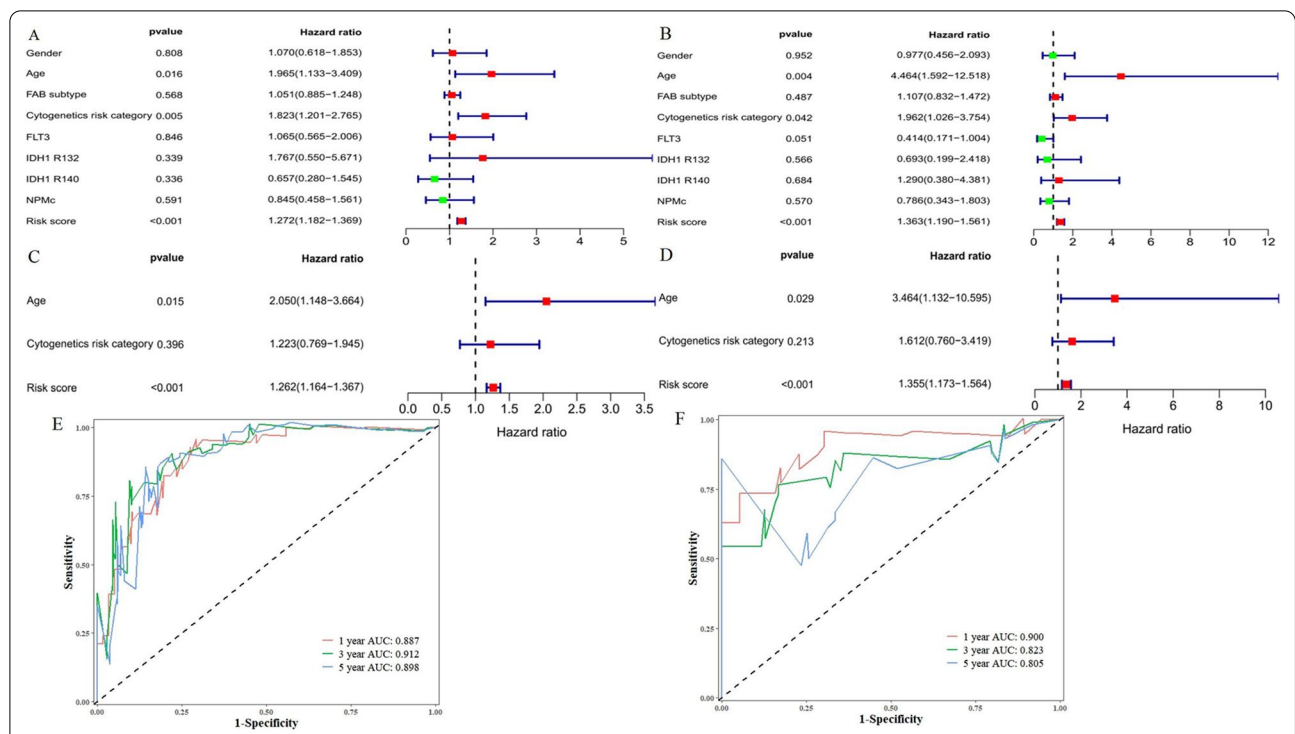 A
pvalue Hazard ratio
Gender 0.808 1.070(0.618−1.853)
Age 0.016 1.965(1.133−3.409)
FAB subtype 0.568 1.051(0.885−1.248)
Cytogenetics risk category 0.005 1.823(1.201−2.765)
FLT3 0.846 1.065(0.565−2.006)
IDH1 R132 0.339 1.767(0.550−5.671)
IDH1 R140 0.336 0.657(0.280−1.545)
NPMc 0.591 0.845(0.458−1.561)
Risk score <0.001 1.272(1.182−1.369)
0 1 2 3 4 5
B
pvalue Hazard ratio
Gender 0.952 0.977(0.456−2.093)
Age 0.004 4.464(1.592−12.518)
FAB subtype 0.487 1.107(0.832−1.472)
Cytogenetics risk category 0.042 1.962(1.026−3.754)
FLT3 0.051 0.414(0.171−1.004)
IDH1 R132 0.566 0.693(0.199−2.418)
IDH1 R140 0.684 1.290(0.380−4.381)
NPMc 0.570 0.786(0.343−1.803)
Risk score <0.001 1.363(1.190−1.561)
0 2 4 6 8 10 12
C
pvalue Hazard ratio
Age 0.015 2.050(1.148−3.664)
Cytogenetics risk category 0.396 1.223(0.769−1.945)
Risk score <0.001 1.262(1.164−1.367)
0.0 0.5 1.0 1.5 2.0 2.5 3.0 3.5
Hazard ratio
D
pvalue Hazard ratio
Age 0.029 3.464(1.132−10.595)
Cytogenetics risk category 0.213 1.612(0.760−3.419)
Risk score <0.001 1.355(1.173−1.564)
0 2 4 6 8 10
Hazard ratio
E
1.00
0.75
0.50
0.25
0.00
Sensitivity
1 year AUC: 0.887
3 year AUC: 0.912
5 year AUC: 0.898
0.00 0.25 0.50 0.75 1.00
1-Specificity
F
1.00
0.75
0.50
0.25
0.00
Sensitivity
1 year AUC: 0.900
3 year AUC: 0.823
5 year AUC: 0.805
0.00 0.25 0.50 0.75 1.00
1-Specificity